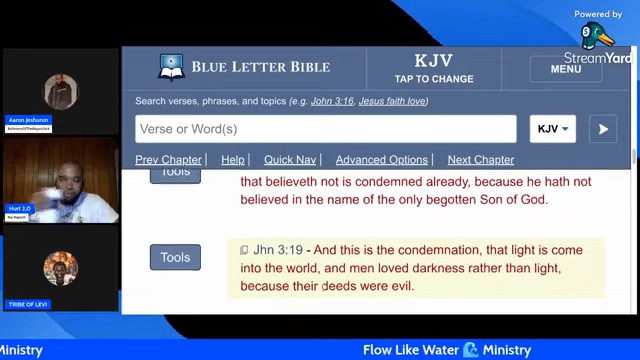 Powered by
StreamYard
Aaron Jeshurun
Hurt 2.0
TRIBE OF LEVI
BLUE LETTER BIBLE
KJV
TAP TO CHANGE
MENU
Search verses, phrases, and topics (e.g. John 3:16, Jesus faith love)
Verse or Word(s)
KJV
Prev Chapter | Help | Quick Nav | Advanced Options | Next Chapter
Tools
that believeth not is condemned already, because he hath not
believed in the name of the only begotten Son of God.
Tools
Jhn 3:19 - And this is the condemnation, that light is come
into the world, and men loved darkness rather than light,
because their deeds were evil.
Ministry
Flow Like Water 🌊 Ministry